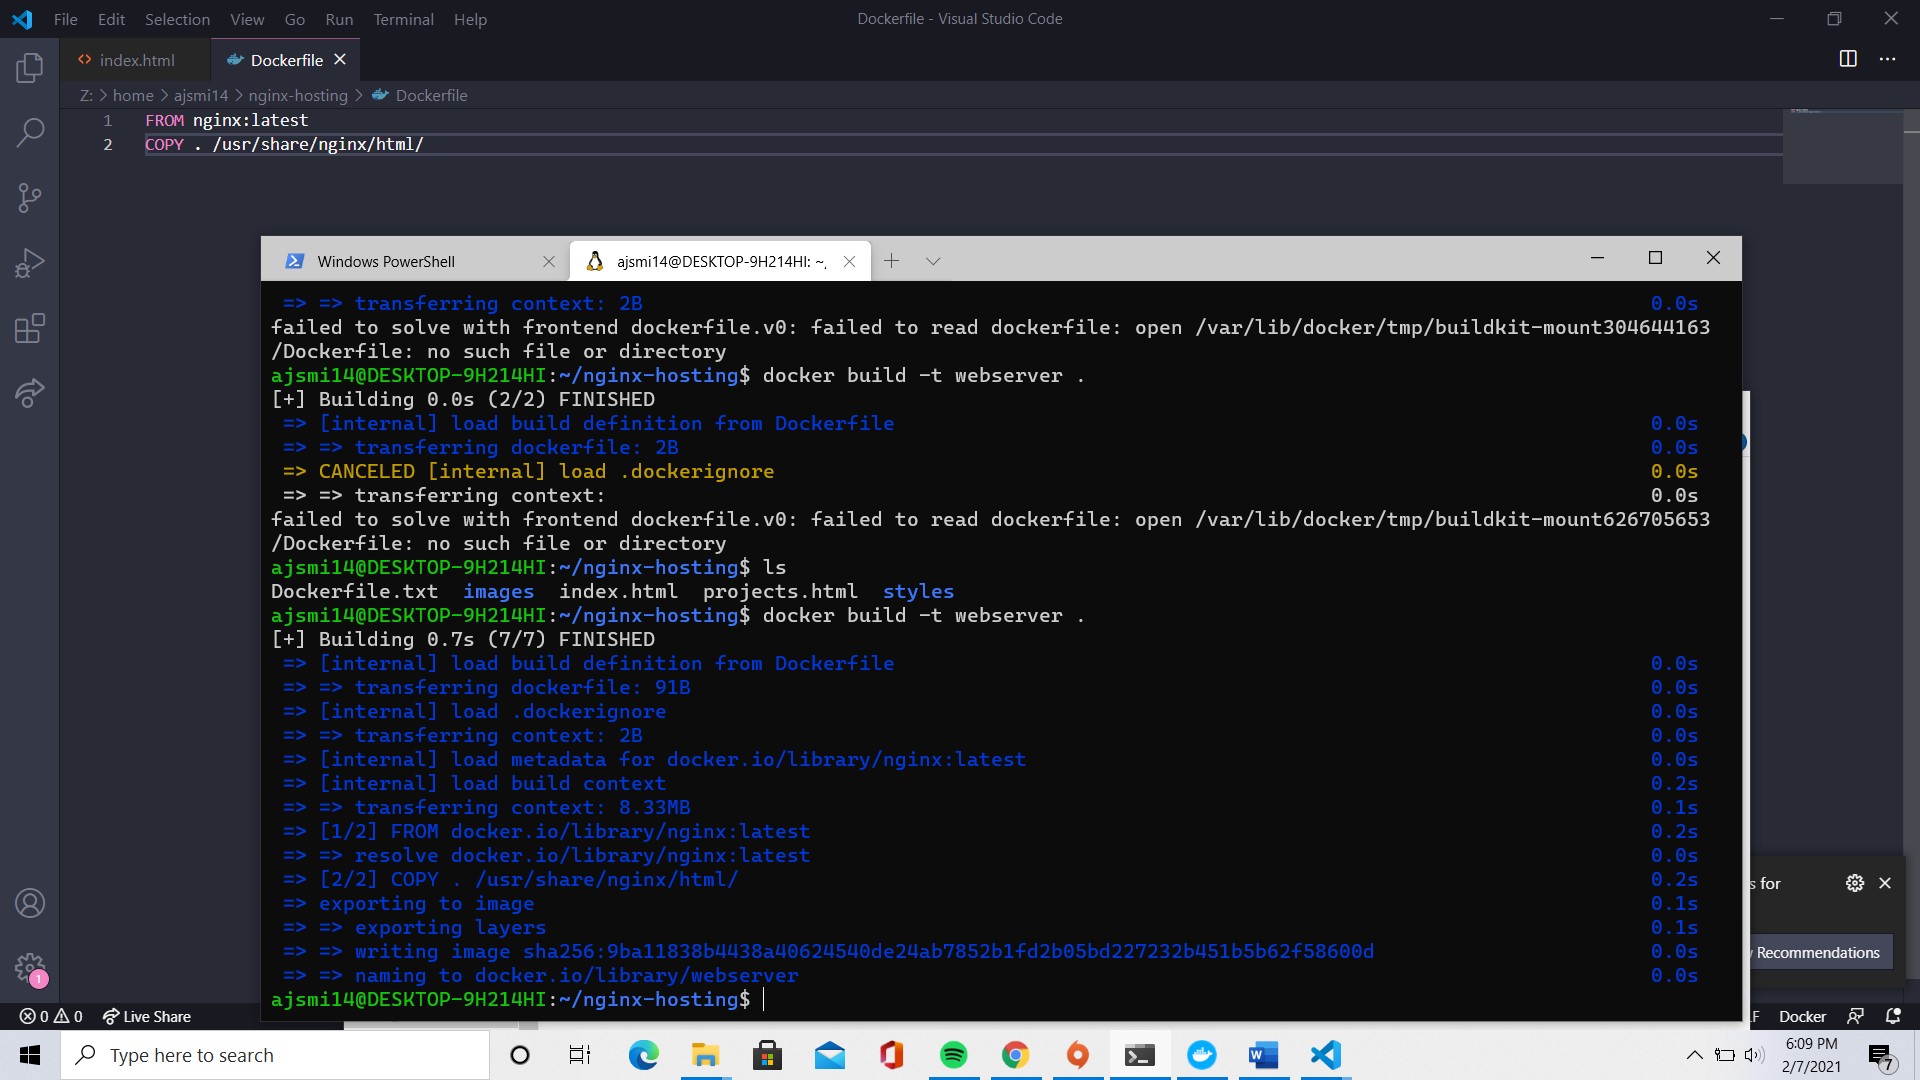 File Edit Selection View Go Run Terminal Help
Dockerfile - Visual Studio Code
index.html
Dockerfile
Z: > home > ajsmi14 > nginx-hosting > Dockerfile
1 FROM nginx:latest
2 COPY . /usr/share/nginx/html/
Windows PowerShell
ajsmi14@DESKTOP-9H214HI: ~,
=> => transferring context: 2B 0.0s
failed to solve with frontend dockerfile.v0: failed to read dockerfile: open /var/lib/docker/tmp/buildkit-mount304644163
/Dockerfile: no such file or directory
ajsmi14@DESKTOP-9H214HI:~/nginx-hosting$ docker build -t webserver .
[+] Building 0.0s (2/2) FINISHED
=> [internal] load build definition from Dockerfile 0.0s
=> => transferring dockerfile: 2B 0.0s
=> CANCELED [internal] load .dockerignore 0.0s
=> => transferring context: 0.0s
failed to solve with frontend dockerfile.v0: failed to read dockerfile: open /var/lib/docker/tmp/buildkit-mount626705653
/Dockerfile: no such file or directory
ajsmi14@DESKTOP-9H214HI:~/nginx-hosting$ ls
Dockerfile.txt images index.html projects.html styles
ajsmi14@DESKTOP-9H214HI:~/nginx-hosting$ docker build -t webserver .
[+] Building 0.7s (7/7) FINISHED
=> [internal] load build definition from Dockerfile 0.0s
=> => transferring dockerfile: 91B 0.0s
=> [internal] load .dockerignore 0.0s
=> => transferring context: 2B 0.0s
=> [internal] load metadata for docker.io/library/nginx:latest 0.0s
=> [internal] load build context 0.2s
=> => transferring context: 8.33MB 0.1s
=> [1/2] FROM docker.io/library/nginx:latest 0.2s
=> => resolve docker.io/library/nginx:latest 0.0s
=> [2/2] COPY . /usr/share/nginx/html/ 0.2s
=> exporting to image 0.1s
=> => exporting layers 0.1s
=> => writing image sha256:9ba11838b4438a40624540de24ab7852b1fd2b05bd227232b451b5b62f58600d 0.0s
=> => naming to docker.io/library/webserver 0.0s
ajsmi14@DESKTOP-9H214HI:~/nginx-hosting$
s for
Recommendations
1
0 0 Live Share
F Docker
Type here to search
W
6:09 PM
2/7/2021
7